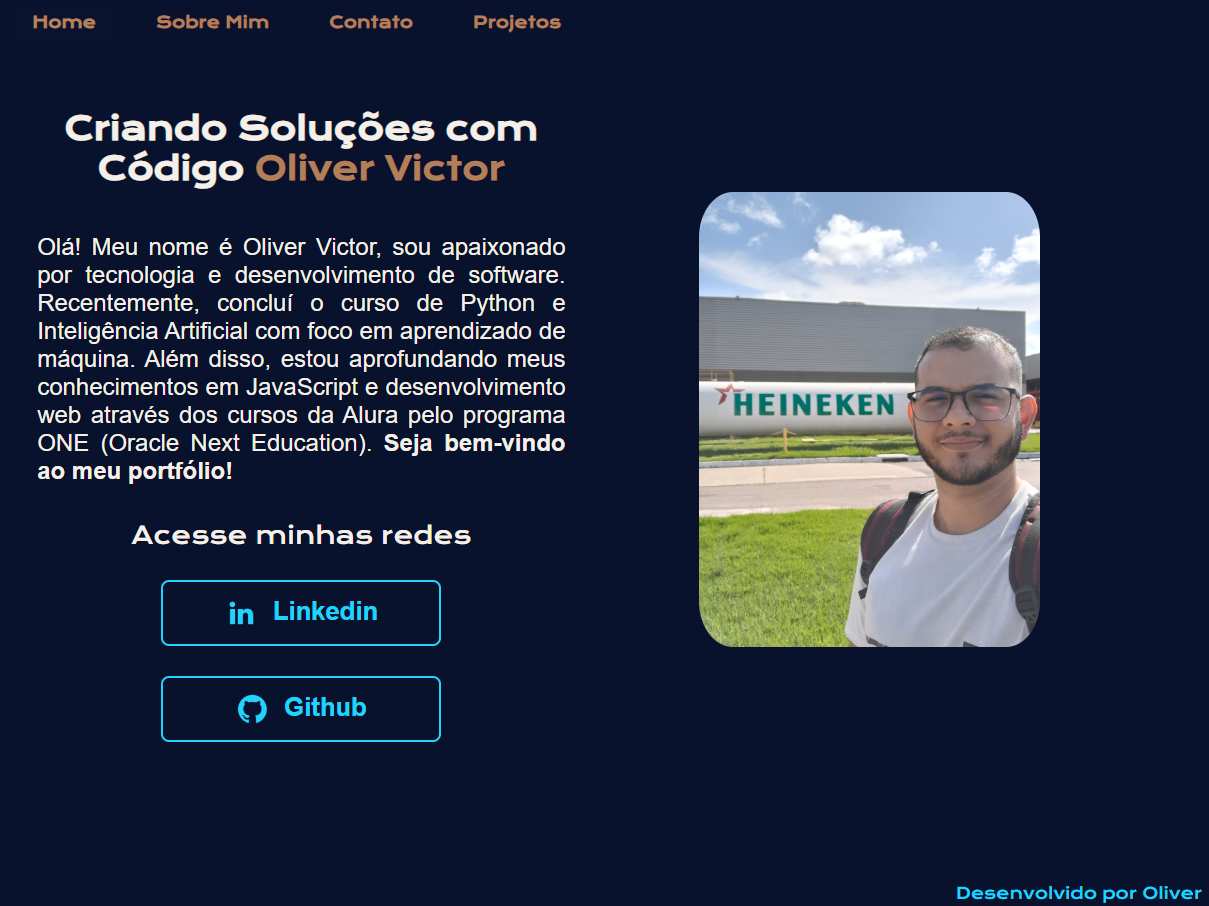 Home Sobre Mim Contato Projetos
Criando Soluções com
Código Oliver Victor
Olá! Meu nome é Oliver Victor, sou apaixonado
por tecnologia e desenvolvimento de software.
Recentemente, concluí o curso de Python e
Inteligência Artificial com foco em aprendizado de
máquina. Além disso, estou aprofundando meus
conhecimentos em JavaScript e desenvolvimento
web através dos cursos da Alura pelo programa
ONE (Oracle Next Education). Seja bem-vindo
ao meu portfólio!
Acesse minhas redes
in Linkedin
Github
HEINEKEN
Desenvolvido por Oliver